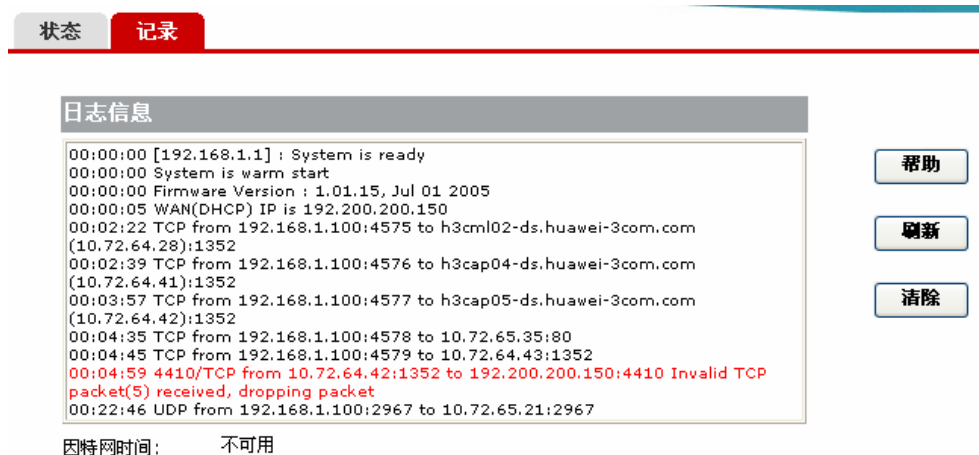 状态 记录
日志信息
00:00:00 [192.168.1.1] : System is ready
00:00:00 System is warm start
00:00:00 Firmware Version : 1.01.15, Jul 01 2005
00:00:05 WAN(DHCP) IP is 192.200.200.150
00:02:22 TCP from 192.168.1.100:4575 to h3cml02-ds.huawei-3com.com
(10.72.64.28):1352
00:02:39 TCP from 192.168.1.100:4576 to h3cap04-ds.huawei-3com.com
(10.72.64.41):1352
00:03:57 TCP from 192.168.1.100:4577 to h3cap05-ds.huawei-3com.com
(10.72.64.42):1352
00:04:35 TCP from 192.168.1.100:4578 to 10.72.65.35:80
00:04:45 TCP from 192.168.1.100:4579 to 10.72.64.43:1352
00:04:59 4410/TCP from 10.72.64.42:1352 to 192.200.200.150:4410 Invalid TCP
packet(5) received, dropping packet
00:22:46 UDP from 192.168.1.100:2967 to 10.72.65.21:2967
帮助
刷新
清除
因特网时间: 不可用